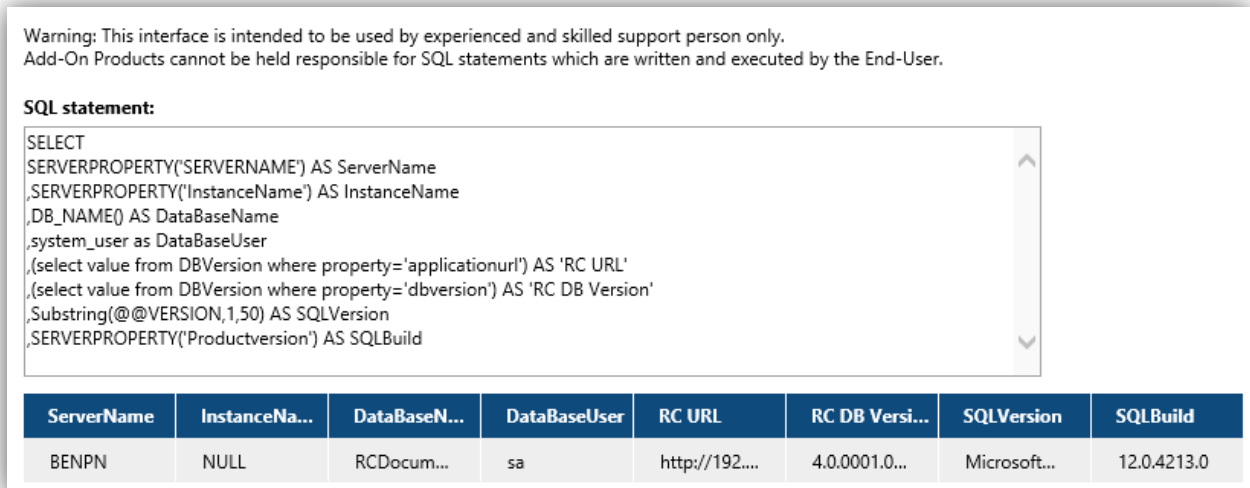 Warning: This interface is intended to be used by experienced and skilled support person only.
Add-On Products cannot be held responsible for SQL statements which are written and executed by the End-User.
SQL statement:
SELECT
SERVERPROPERTY('SERVERNAME') AS ServerName
,SERVERPROPERTY('InstanceName') AS InstanceName
,DB_NAME() AS DataBaseName
,system_user as DataBaseUser
,(select value from DBVersion where property='applicationurl') AS 'RC URL'
,(select value from DBVersion where property='dbversion') AS 'RC DB Version'
,Substring(@@VERSION,1,50) AS SQLVersion
,SERVERPROPERTY('Productversion') AS SQLBuild
ServerName InstanceNa... DataBaseN... DataBaseUser RC URL RC DB Versi... SQLVersion SQLBuild
BENPN NULL RCDocum... sa http://192.... 4.0.0001.0... Microsoft... 12.0.4213.0